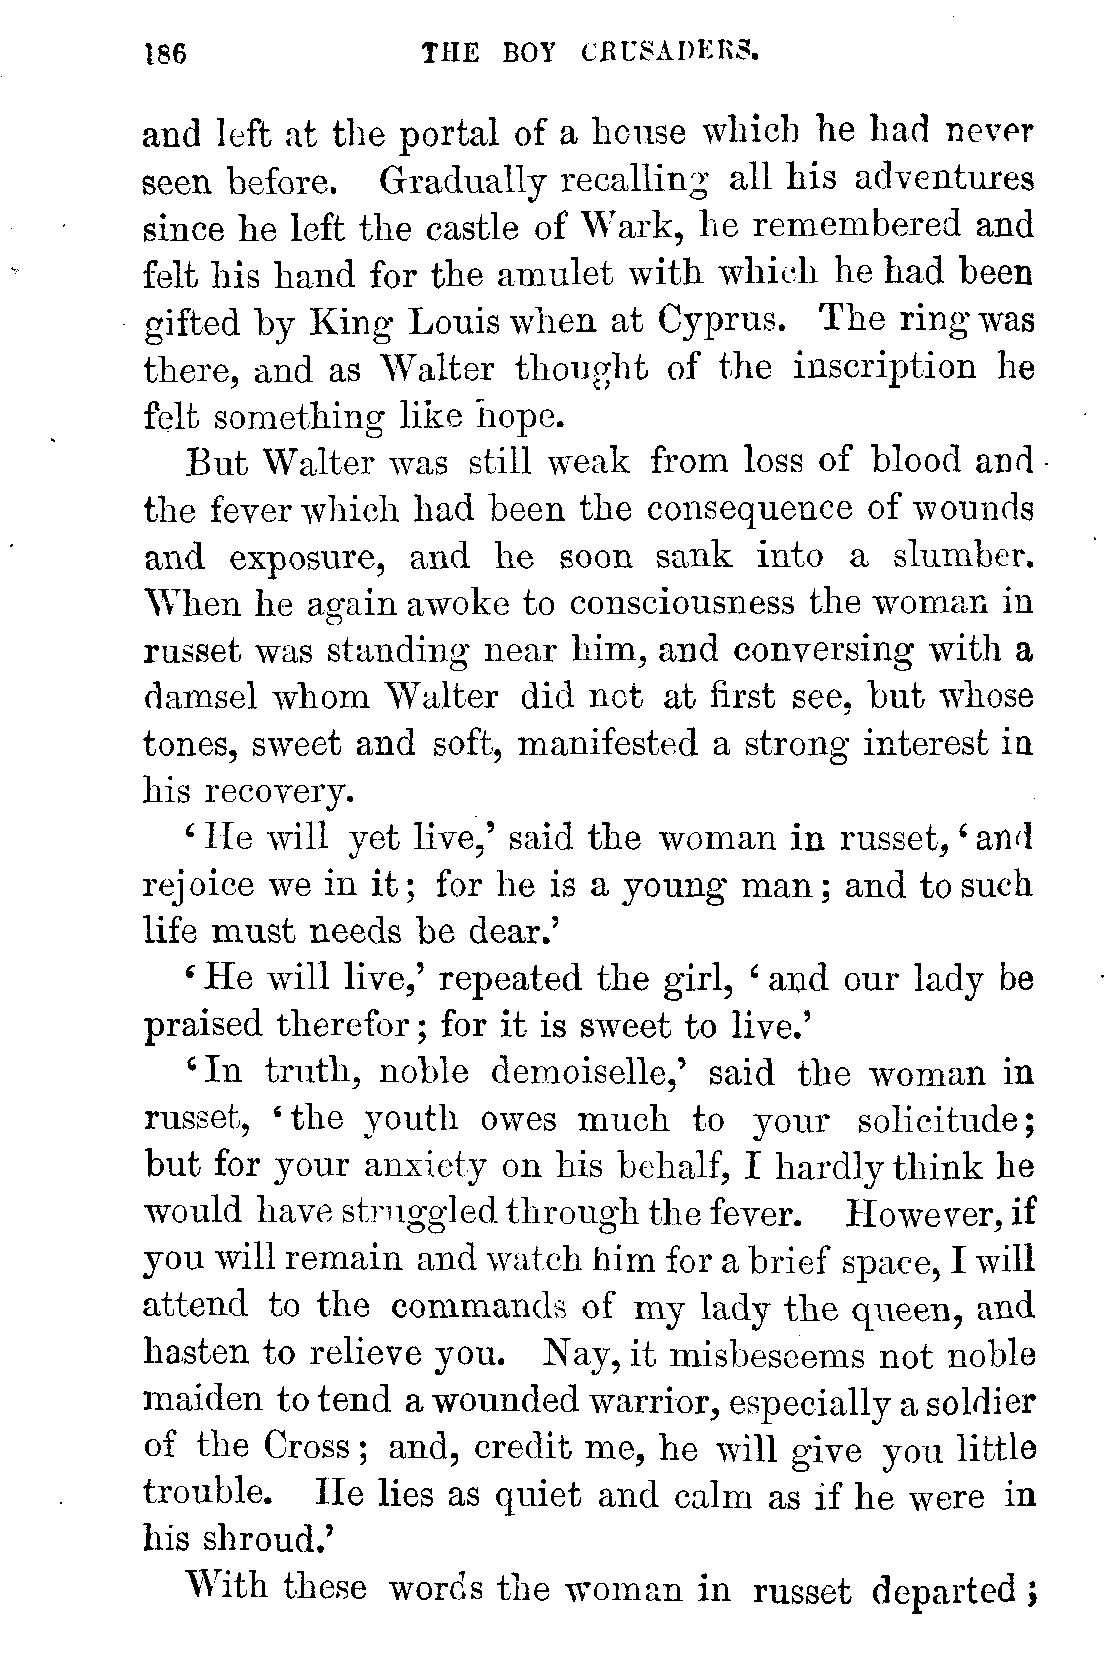 186 THE BOY CRUSADERS.
and left at the portal of a house which he had never
seen before. Gradually recalling all his adventures
since he left the castle of Wark, he remembered and
felt his hand for the amulet with which he had been
gifted by King Louis when at Cyprus. The ring was
there, and as Walter thought of the inscription he
felt something like hope.
But Walter was still weak from loss of blood and
the fever which had been the consequence of wounds
and exposure, and he soon sank into a slumber.
When he again awoke to consciousness the woman in
russet was standing near him, and conversing with a
damsel whom Walter did not at first see, but whose
tones, sweet and soft, manifested a strong interest in
his recovery.
‘He will yet live,’ said the woman in russet, ‘and
rejoice we in it; for he is a young man; and to such
life must needs be dear.’
‘He will live,’ repeated the girl, ‘and our lady be
praised therefor; for it is sweet to live.’
‘In truth, noble demoiselle,’ said the woman in
russet, ‘the youth owes much to your solicitude;
but for your anxiety on his behalf, I hardly think he
would have struggled through the fever. However, if
you will remain and watch him for a brief space, I will
attend to the commands of my lady the queen, and
hasten to relieve you. Nay, it misbeseems not noble
maiden to tend a wounded warrior, especially a soldier
of the Cross; and, credit me, he will give you little
trouble. He lies as quiet and calm as if he were in
his shroud.’
With these words the woman in russet departed;